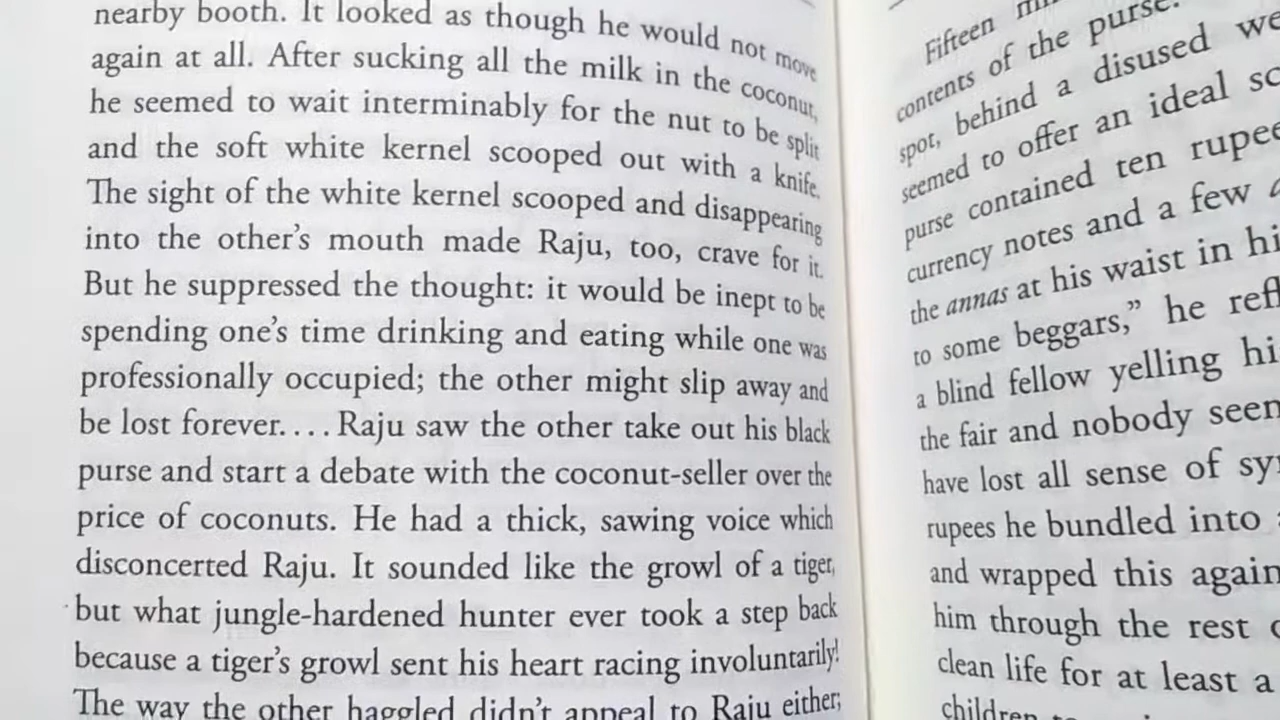 nearby booth. It looked as though he would not move
again at all. After sucking all the milk in the coconut,
he seemed to wait interminably for the nut to be split
and the soft white kernel scooped out with a knife.
The sight of the white kernel scooped and disappearing
into the other’s mouth made Raju, too, crave for it.
But he suppressed the thought: it would be inept to be
spending one’s time drinking and eating while one was
professionally occupied; the other might slip away and
be lost forever. . . . Raju saw the other take out his black
purse and start a debate with the coconut-seller over the
price of coconuts. He had a thick, sawing voice which
disconcerted Raju. It sounded like the growl of a tiger,
but what jungle-hardened hunter ever took a step back
because a tiger’s growl sent his heart racing involuntarily!
The way the other haggled didn’t appeal to Raju either;
Fifteen
contents of the purse.
spot, behind a disused
seemed to offer an ideal
purse contained ten
currency notes and a few
the annas at his waist in
to some beggars,” he
a blind fellow yelling
the fair and nobody
have lost all sense of
rupees he bundled into
and wrapped this again
him through the rest
clean life for at least a
children